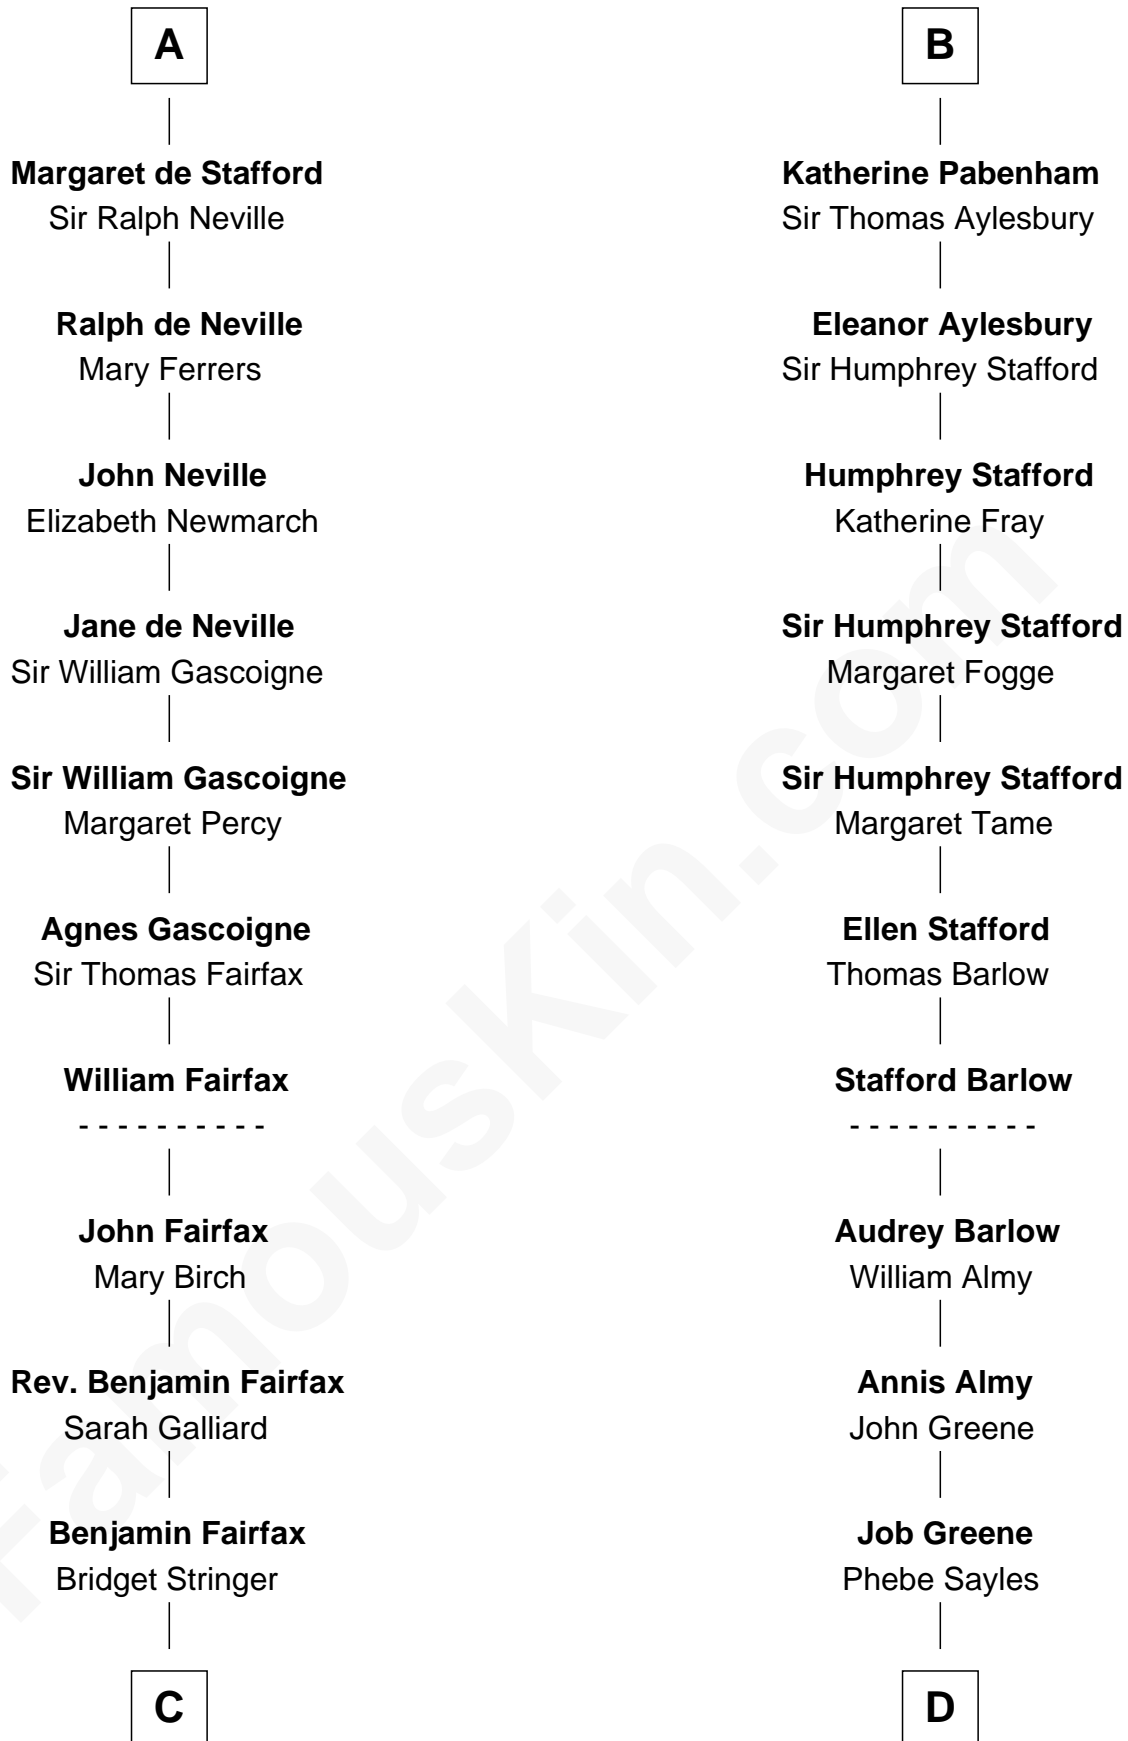 A
Margaret de Stafford
Sir Ralph Neville
Ralph de Neville
Mary Ferrers
John Neville
Elizabeth Newmarch
Jane de Neville
Sir William Gascoigne
Sir William Gascoigne
Margaret Percy
Agnes Gascoigne
Sir Thomas Fairfax
William Fairfax
- - - - - - - - - -
John Fairfax
Mary Birch
Rev. Benjamin Fairfax
Sarah Galliard
Benjamin Fairfax
Bridget Stringer
C
B
Katherine Pabenham
Sir Thomas Aylesbury
Eleanor Aylesbury
Sir Humphrey Stafford
Humphrey Stafford
Katherine Fray
Sir Humphrey Stafford
Margaret Fogge
Sir Humphrey Stafford
Margaret Tame
Ellen Stafford
Thomas Barlow
Stafford Barlow
- - - - - - - - - -
Audrey Barlow
William Almy
Annis Almy
John Greene
Job Greene
Phebe Sayles
D
FamousKin.com